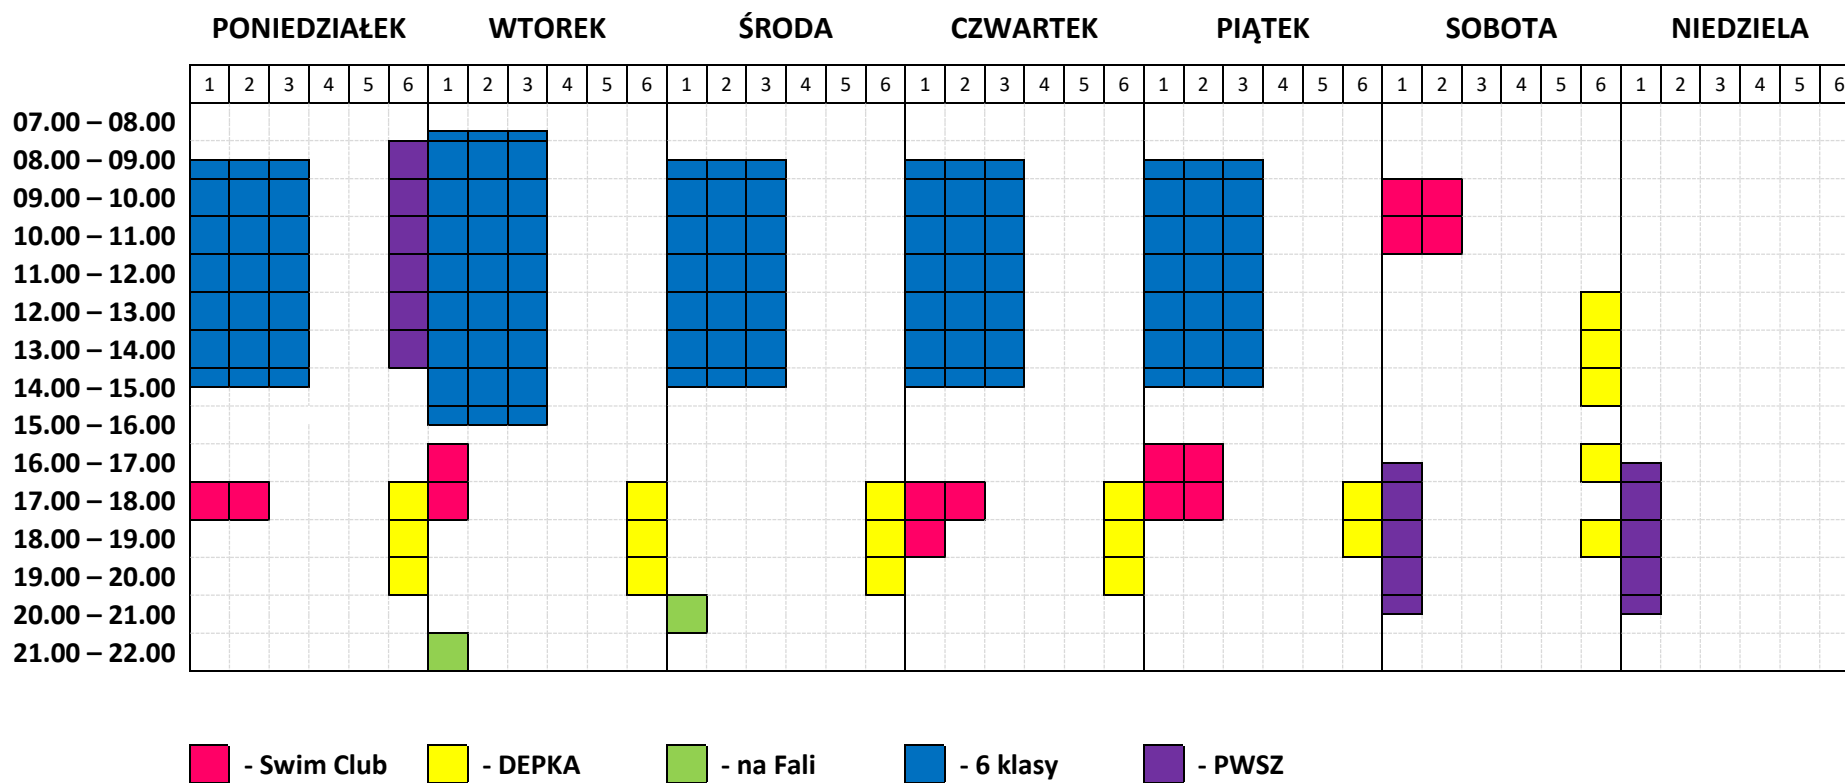 PONIEDZIAŁEK WTOREK ŚRODA CZWARTEK PIĄTEK SOBOTA NIEDZIELA
1 2 3 4 5 6 1 2 3 4 5 6 1 2 3 4 5 6 1 2 3 4 5 6 1 2 3 4 5 6 1 2 3 4 5 6 1 2 3 4 5 6
07.00 – 08.00
08.00 – 09.00
09.00 – 10.00
10.00 – 11.00
11.00 – 12.00
12.00 – 13.00
13.00 – 14.00
14.00 – 15.00
15.00 – 16.00
16.00 – 17.00
17.00 – 18.00
18.00 – 19.00
19.00 – 20.00
20.00 – 21.00
21.00 – 22.00
- Swim Club - DEPKA - na Fali - 6 klasy - PWSZ